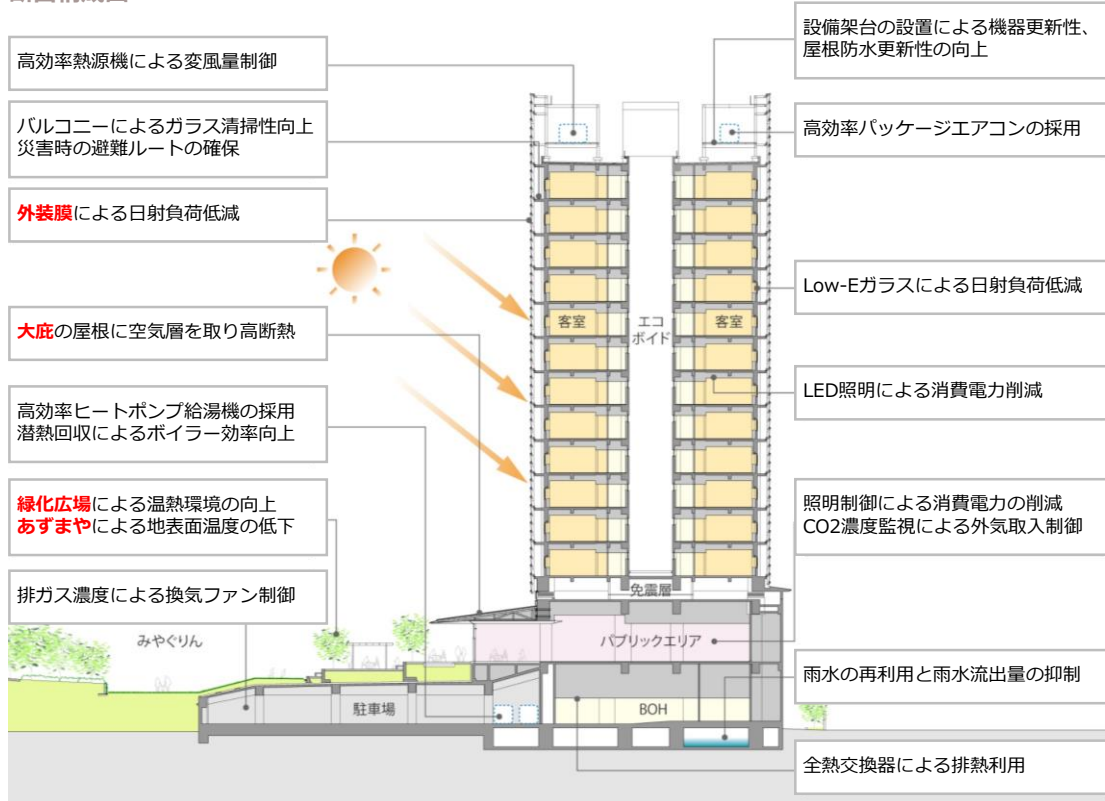 高効率熱源機による変風量制御
バルコニーによるガラス清掃性向上
災害時の避難ルートの確保
外装膜による日射負荷低減
大庇の屋根に空気層を取り高断熱
高効率ヒートポンプ給湯機の採用
潜熱回収によるボイラー効率向上
緑化広場による温熱環境の向上
あずまやによる地表面温度の低下
排ガス濃度による換気ファン制御
みやぐりん
駐車場
客室
エコ
ボイド
客室
免震層
パブリックエリア
BOH
設備架台の設置による機器更新性、
屋根防水更新性の向上
高効率パッケージエアコンの採用
Low-Eガラスによる日射負荷低減
LED照明による消費電力削減
照明制御による消費電力の削減
CO2濃度監視による外気取入制御
雨水の再利用と雨水流出量の抑制
全熱交換器による排熱利用